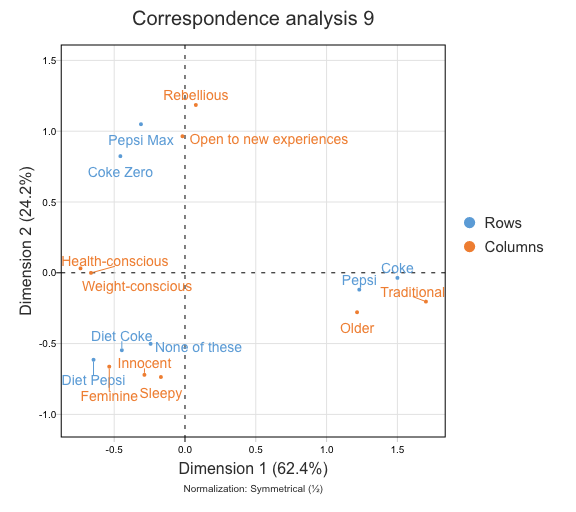 Correspondence analysis 9
1.5
Rebellious
1.0
Pepsi Max
Open to new experiences
Coke Zero
0.5
Rows
Columns
Health-conscious
Coke
0.0
Pepsi
Weight-conscious
Traditional
Older
Diet Coke
-0.5
None of these
Innocent
Diet Pepsi
Feminine
Sleepy
-1.0
-0.5
0.0
0.5
1.0
1.5
Dimension 2 (24.2%)
Dimension 1 (62.4%)
Normalization: Symmetrical (½)